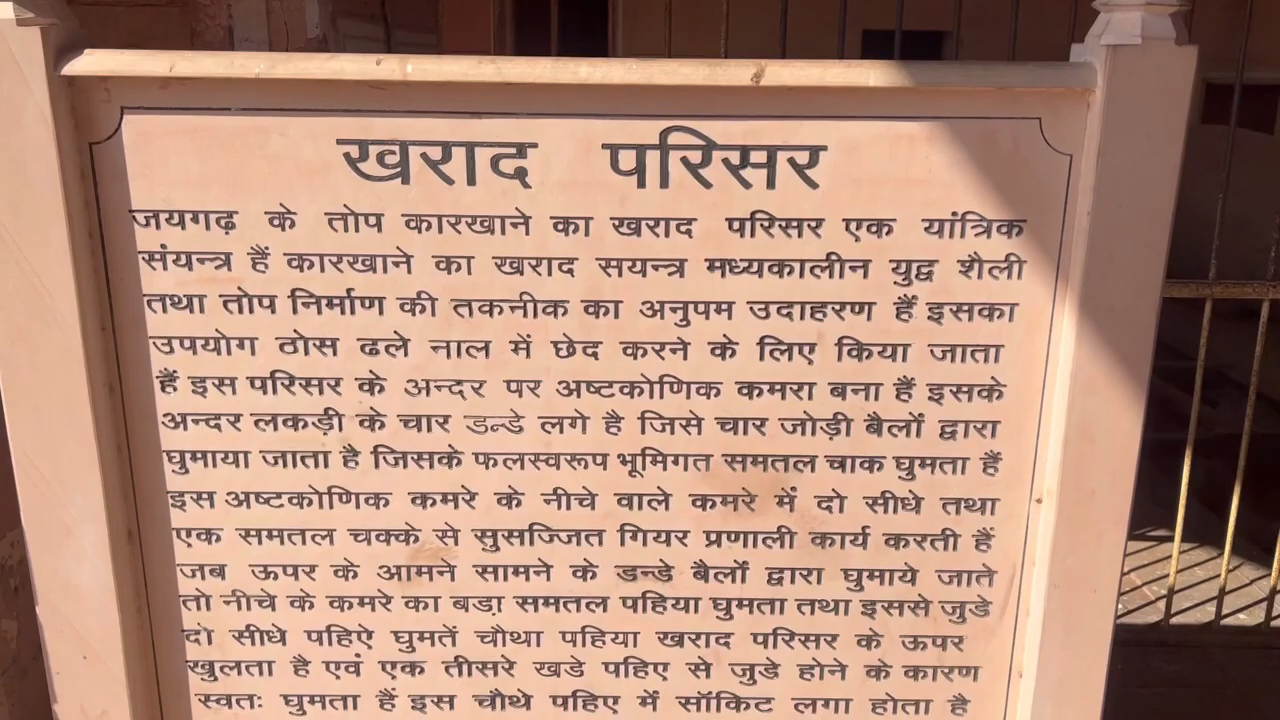 खराद परिसर
जयगढ़ के तोप कारखाने का खराद परिसर एक यांत्रिक
संयन्त्र हैं कारखाने का खराद सयन्त्र मध्यकालीन युद्व शैली
तथा तोप निर्माण की तकनीक का अनुपम उदाहरण हैं इसका
उपयोग ठोस ढले नाल में छेद करने के लिए किया जाता
हैं इस परिसर के अन्दर पर अष्टकोणिक कमरा बना हैं इसके
अन्दर लकड़ी के चार डन्डे लगे है जिसे चार जोड़ी बैलों द्वारा
घुमाया जाता है जिसके फलस्वरूप भूमिगत समतल चाक घुमता हैं
इस अष्टकोणिक कमरे के नीचे वाले कमरे में दो सीधे तथा
एक समतल चक्के से सुसज्जित गियर प्रणाली कार्य करती हैं
जब ऊपर के आमने सामने के डन्डे बैलों द्वारा घुमाये जाते
तो नीचे के कमरे का बडा़ समतल पहिया घुमता तथा इससे जुडे
दो सीधे पहिऐ घुमतें चौथा पहिया खराद परिसर के ऊपर
खुलता है एवं एक तीसरे खडे पहिए से जुडे होने के कारण
स्वतः घुमता हैं इस चौथे पहिए में सॉकिट लगा होता है